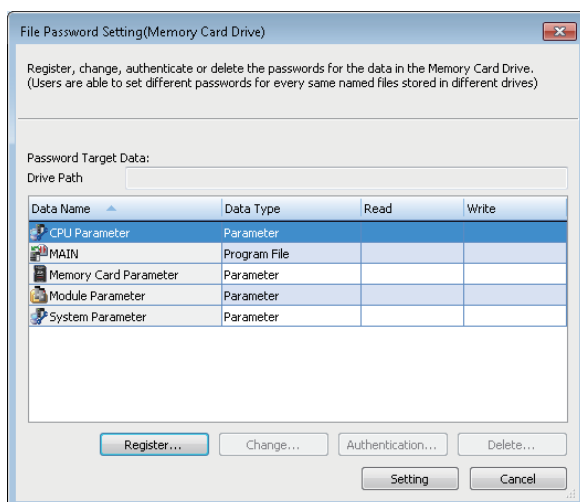 File Password Setting(Memory Card Drive)
Register, change, authenticate or delete the passwords for the data in the Memory Card Drive.
(Users are able to set different passwords for every same named files stored in different drives)
Password Target Data:
Drive Path
Data Name Data Type Read Write
CPU Parameter Parameter
MAIN Program File
Memory Card Parameter Parameter
Module Parameter Parameter
System Parameter Parameter
Register... Change... Authentication... Delete...
Setting Cancel